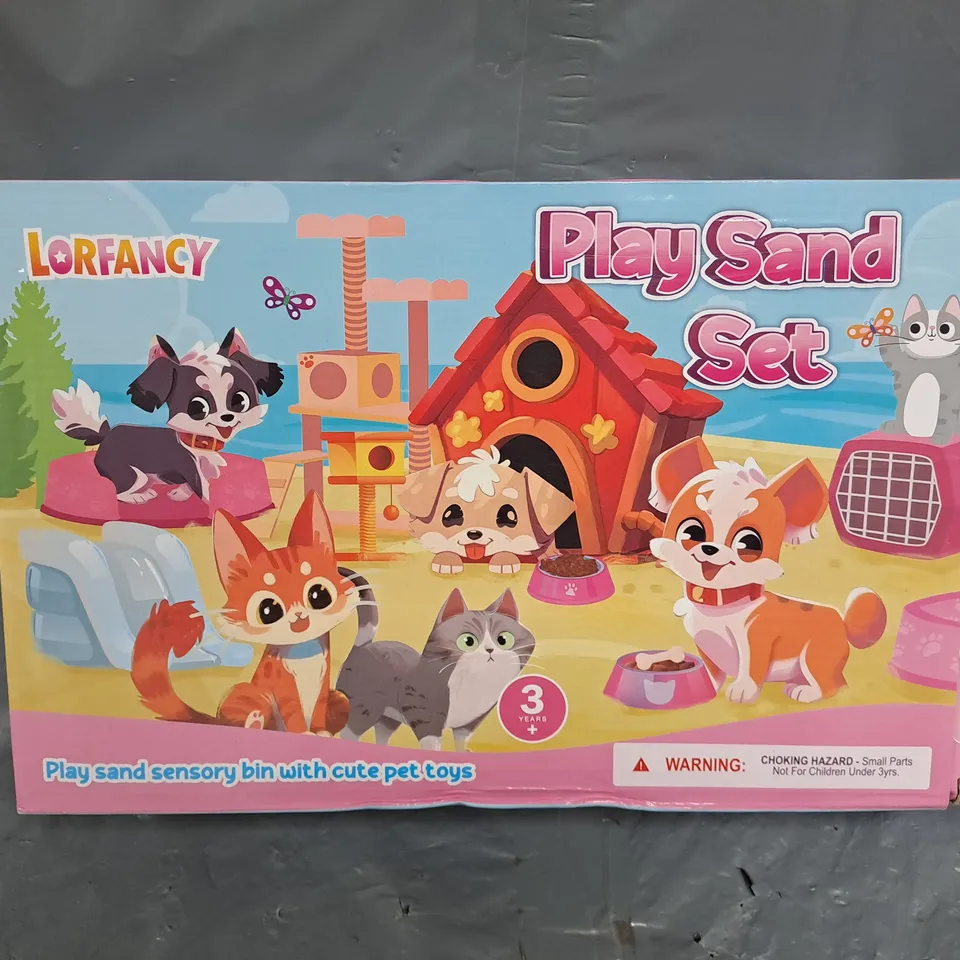 LORFANCY
Play Sand
Set
3
YEARS
+
Play sand sensory bin with cute pet toys
WARNING: CHOKING HAZARD - Small Parts
Not For Children Under 3yrs.